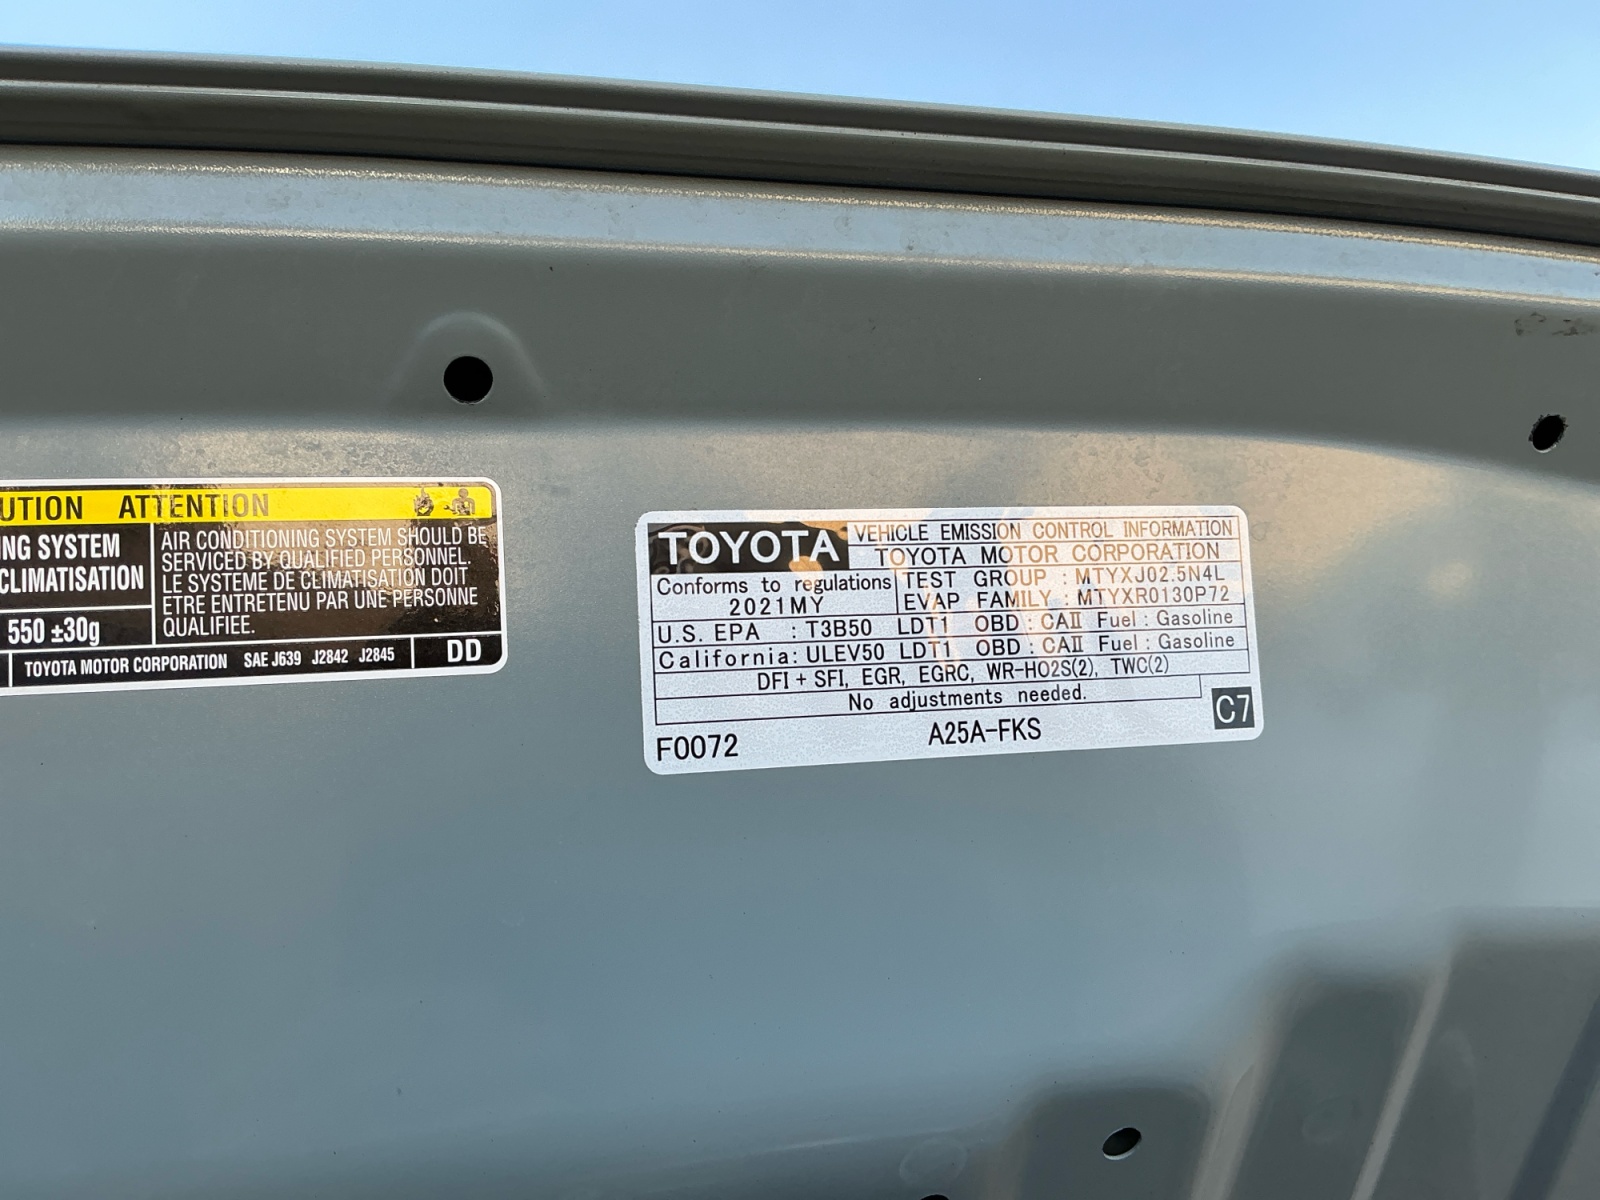 UTION ATTENTION
NG SYSTEM
CLIMATISATION
550 ±30g
AIR CONDITIONING SYSTEM SHOULD BE
SERVICED BY QUALIFIED PERSONNEL.
LE SYSTEME DE CLIMATISATION DOIT
ETRE ENTRETENU PAR UNE PERSONNE
QUALIFIEE.
TOYOTA MOTOR CORPORATION SAE J639 J2842 J2845 DD
TOYOTA VEHICLE EMISSION CONTROL INFORMATION
TOYOTA MOTOR CORPORATION
Conforms to regulations
2021MY
TEST GROUP : MTYXJ02.5N4L
EVAP FAMILY : MTYXR0130P72
U.S. EPA : T3B50 LDT1 OBD : CAII Fuel : Gasoline
California : ULEV50 LDT1 OBD : CAII Fuel : Gasoline
DFI + SFI, EGR, EGRC, WR-HO2S(2), TWC(2)
No adjustments needed.
F0072 A25A-FKS C7